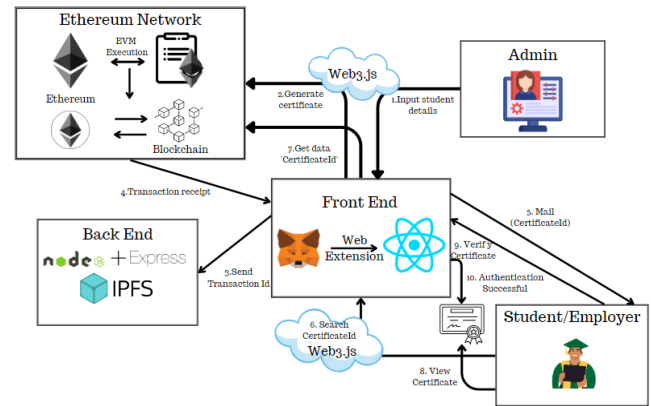 Ethereum Network
EVM
Execution
Ethereum
Blockchain
Web3.js
2.Generate
certificate
1.Input student
details
Admin
7.Get data
'CertificateId'
4.Transaction receipt
Front End
Web
Extension
5. Mail
(CertificateId)
Back End
node JS + Express
IPFS
3.Send
Transaction Id
9. Verify
Certificate
10. Authentication
Successful
6. Search
CertificateId
Web3.js
Student/Employer
8. View
Certificate